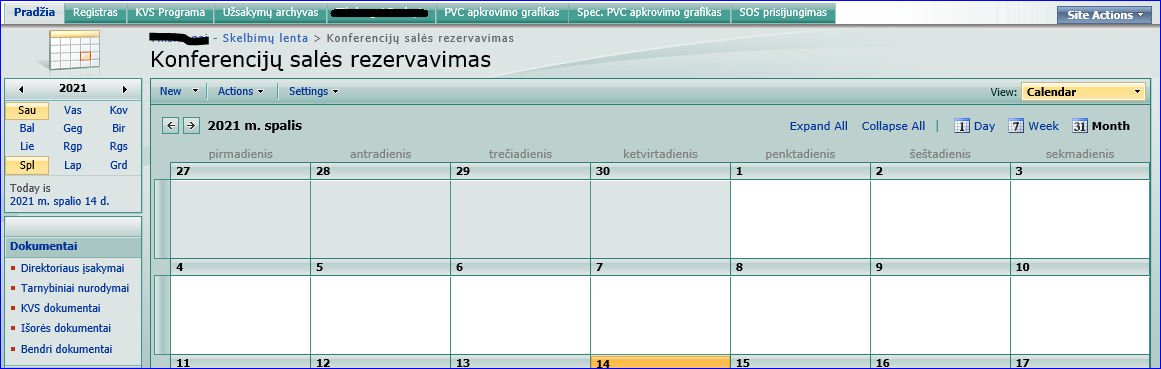 Pradžia Registras KVS Programa Užsakymų archyvas PVC apkrovimo grafikas Spec. PVC apkrovimo grafikas SOS prisijungimas Site Actions
- Skelbimų lenta > Konferencijų salės rezervavimas
Konferencijų salės rezervavimas
2021
Sau Vas Kov
Bal Geg Bir
Lie Rgp Rgs
Spl Lap Grd
Today is
2021 m. spalio 14 d.
Dokumentai
Direktoriaus įsakymai
Tarnybiniai nurodymai
KVS dokumentai
Išorės dokumentai
Bendri dokumentai
New Actions Settings View: Calendar
2021 m. spalis Expand All Collapse All | 1 Day 7 Week 31 Month
pirmadienis antradienis trečiadienis ketvirtadienis penktadienis šeštadienis sekmadienis
27 28 29 30 1 2 3
4 5 6 7 8 9 10
11 12 13 14 15 16 17